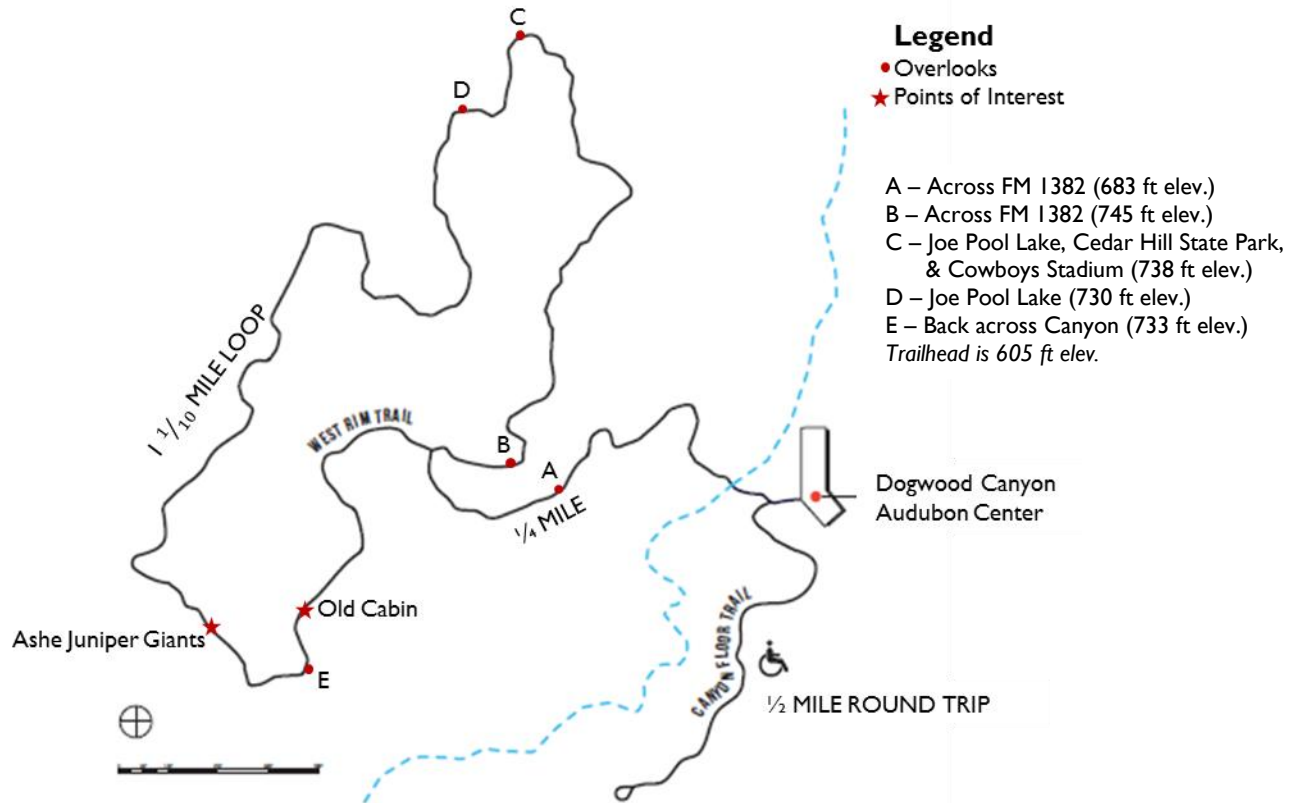 C
D
Legend
Overlooks
Points of Interest
A – Across FM 1382 (683 ft elev.)
B – Across FM 1382 (745 ft elev.)
C – Joe Pool Lake, Cedar Hill State Park,
& Cowboys Stadium (738 ft elev.)
D – Joe Pool Lake (730 ft elev.)
E – Back across Canyon (733 ft elev.)
Trailhead is 605 ft elev.
1 1/10 MILE LOOP
WEST RIM TRAIL
B
A
1/4 MILE
Dogwood Canyon
Audubon Center
Old Cabin
Ashe Juniper Giants
E
CANYON FLOOR TRAIL
½ MILE ROUND TRIP